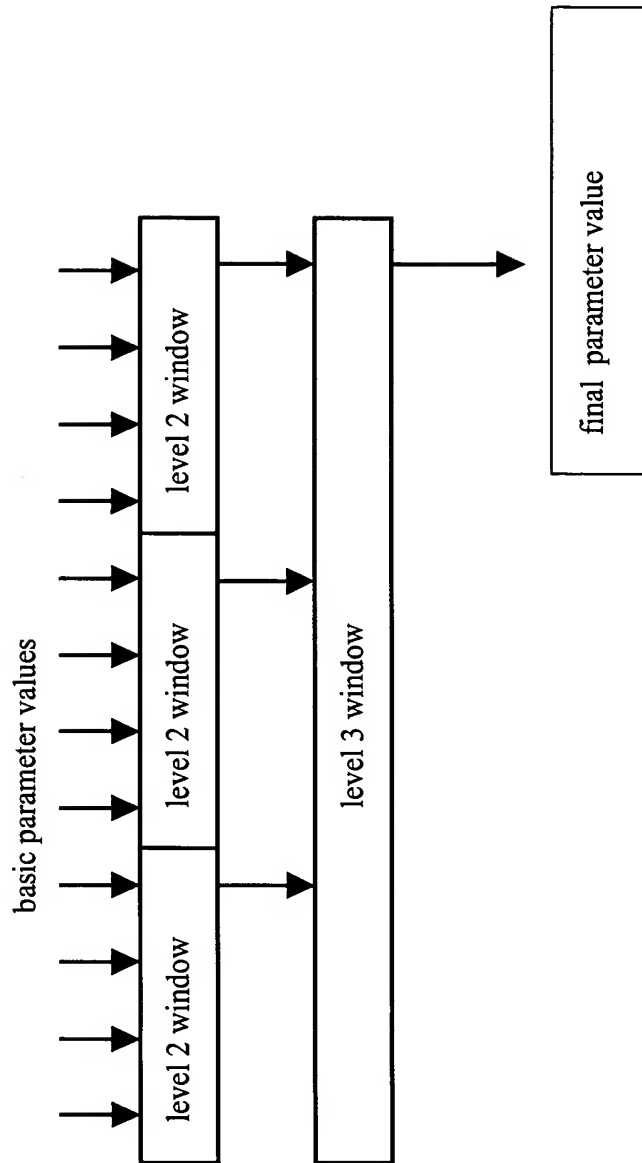 basic parameter values
level 2 window
level 2 window
level 2 window
level 3 window
final parameter value